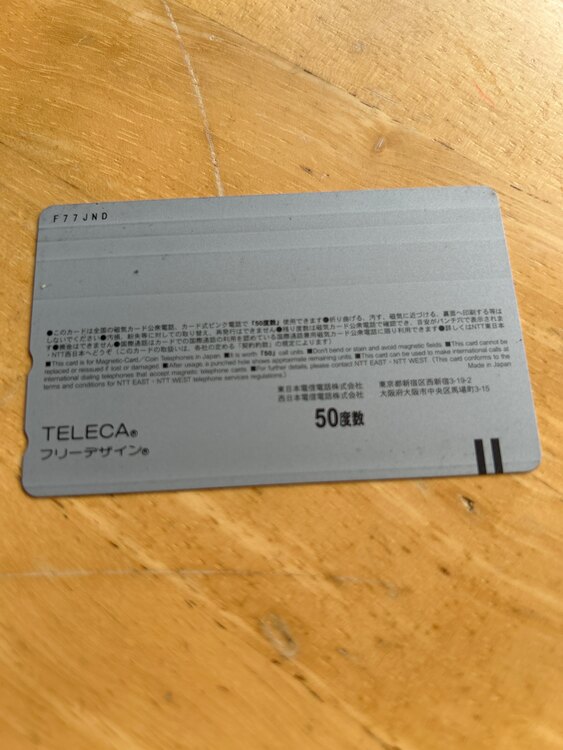 F77JND
●このカードは全国の磁気カード公衆電話、カード式ピンク電話で「50度数」使用できます●折り曲げる、汚す、磁気に近づける、裏面へ印刷する等は
しないでください●汚損、紛失等に対しての取り替え、再発行はできません●残り度数は磁気カード公衆電話で確認でき、目安がパンチ穴で表示されま
す●換金はできません●国際通話はカードでの国際通話の利用を認めている国際通話兼用磁気カード公衆電話に限り利用できます●詳しくはNTT東日本
・NTT西日本へどうぞ（このカードの取扱いは、各社の定める「契約約款」の規定によります）
■This card is for Magnetic-Card／Coin Telephones in Japan. ■It is worth「50」call units. ■Don't bend or stain and avoid magnetic fields. ■This card cannot be
replaced or reissued if lost or damaged. ■After usage, a punched hole shows approximate remaining units. ■This card can be used to make international calls at
international dialing telephones that accept magnetic telephone cards. ■For further details, please contact NTT EAST・NTT WEST. (This card conforms to the
terms and conditions for NTT EAST・NTT WEST telephone services regulations.) Made in Japan
東日本電信電話株式会社 東京都新宿区西新宿3-19-2
西日本電信電話株式会社 大阪府大阪市中央区馬場町3-15
50度数
TELECA®
フリーデザイン®